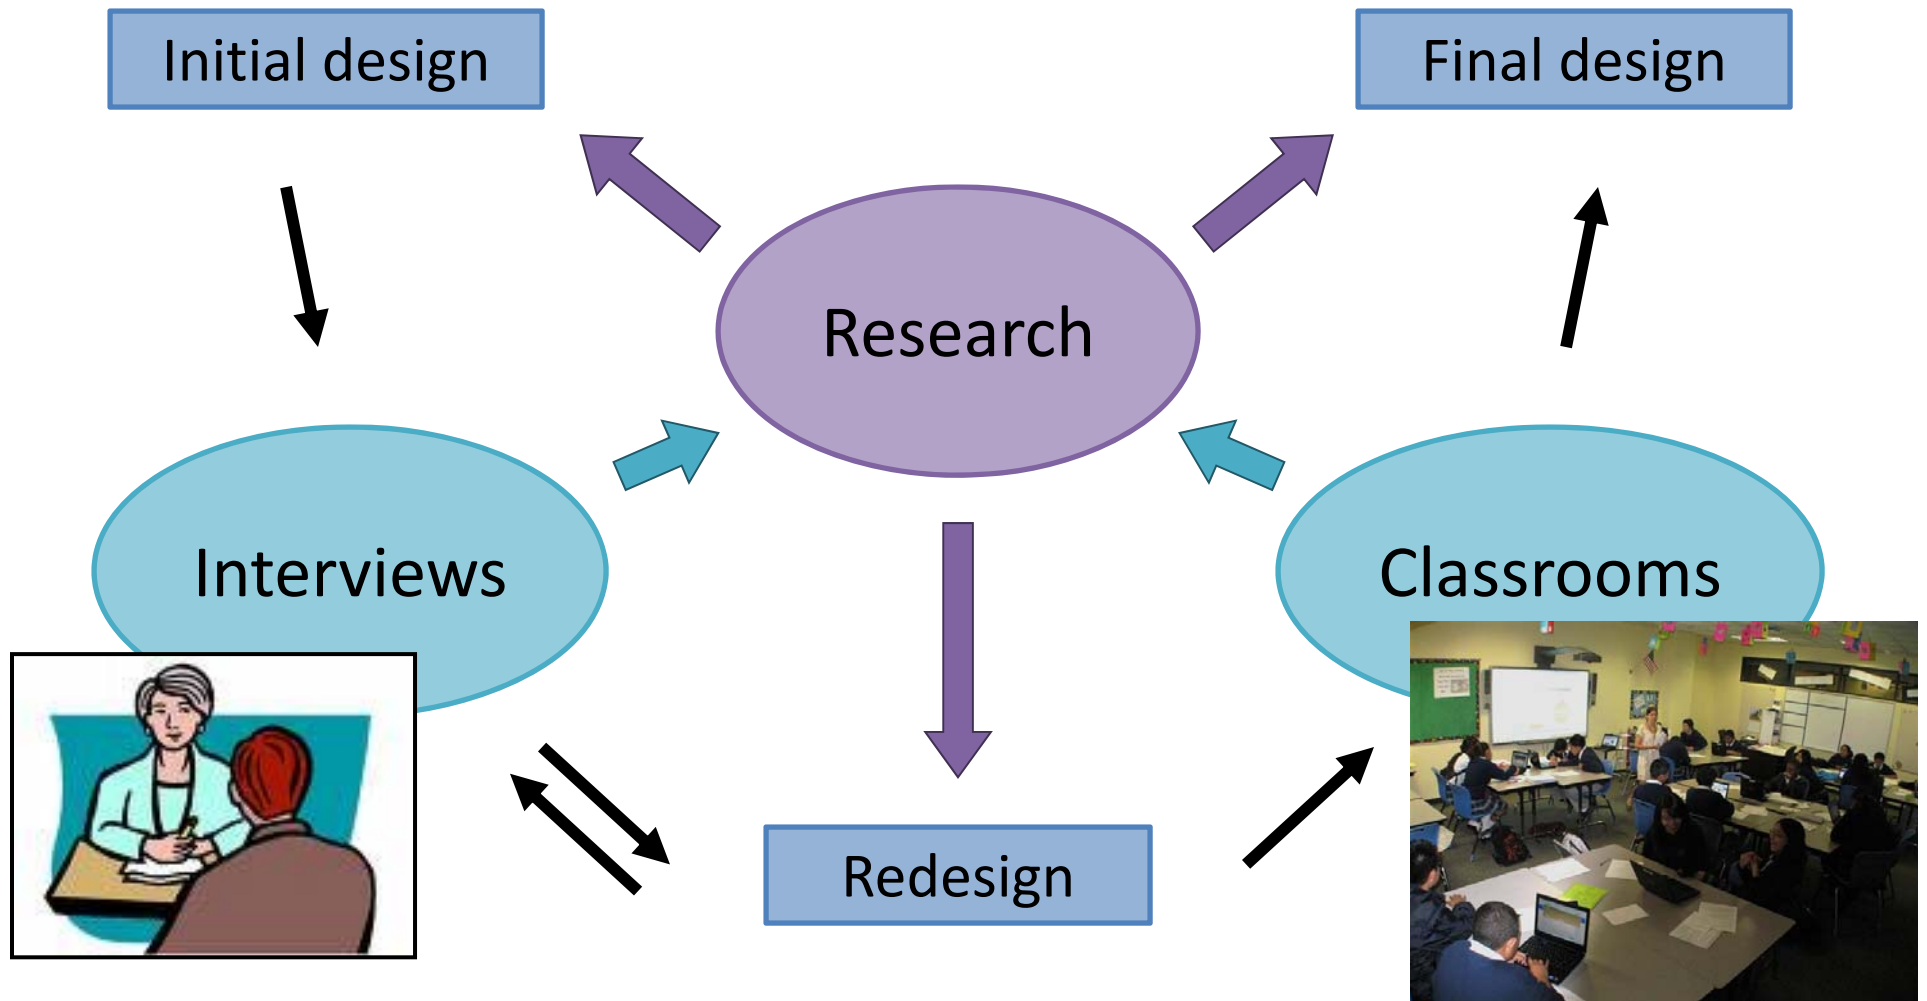 Initial design
Final design
Research
Interviews
Classrooms
Redesign